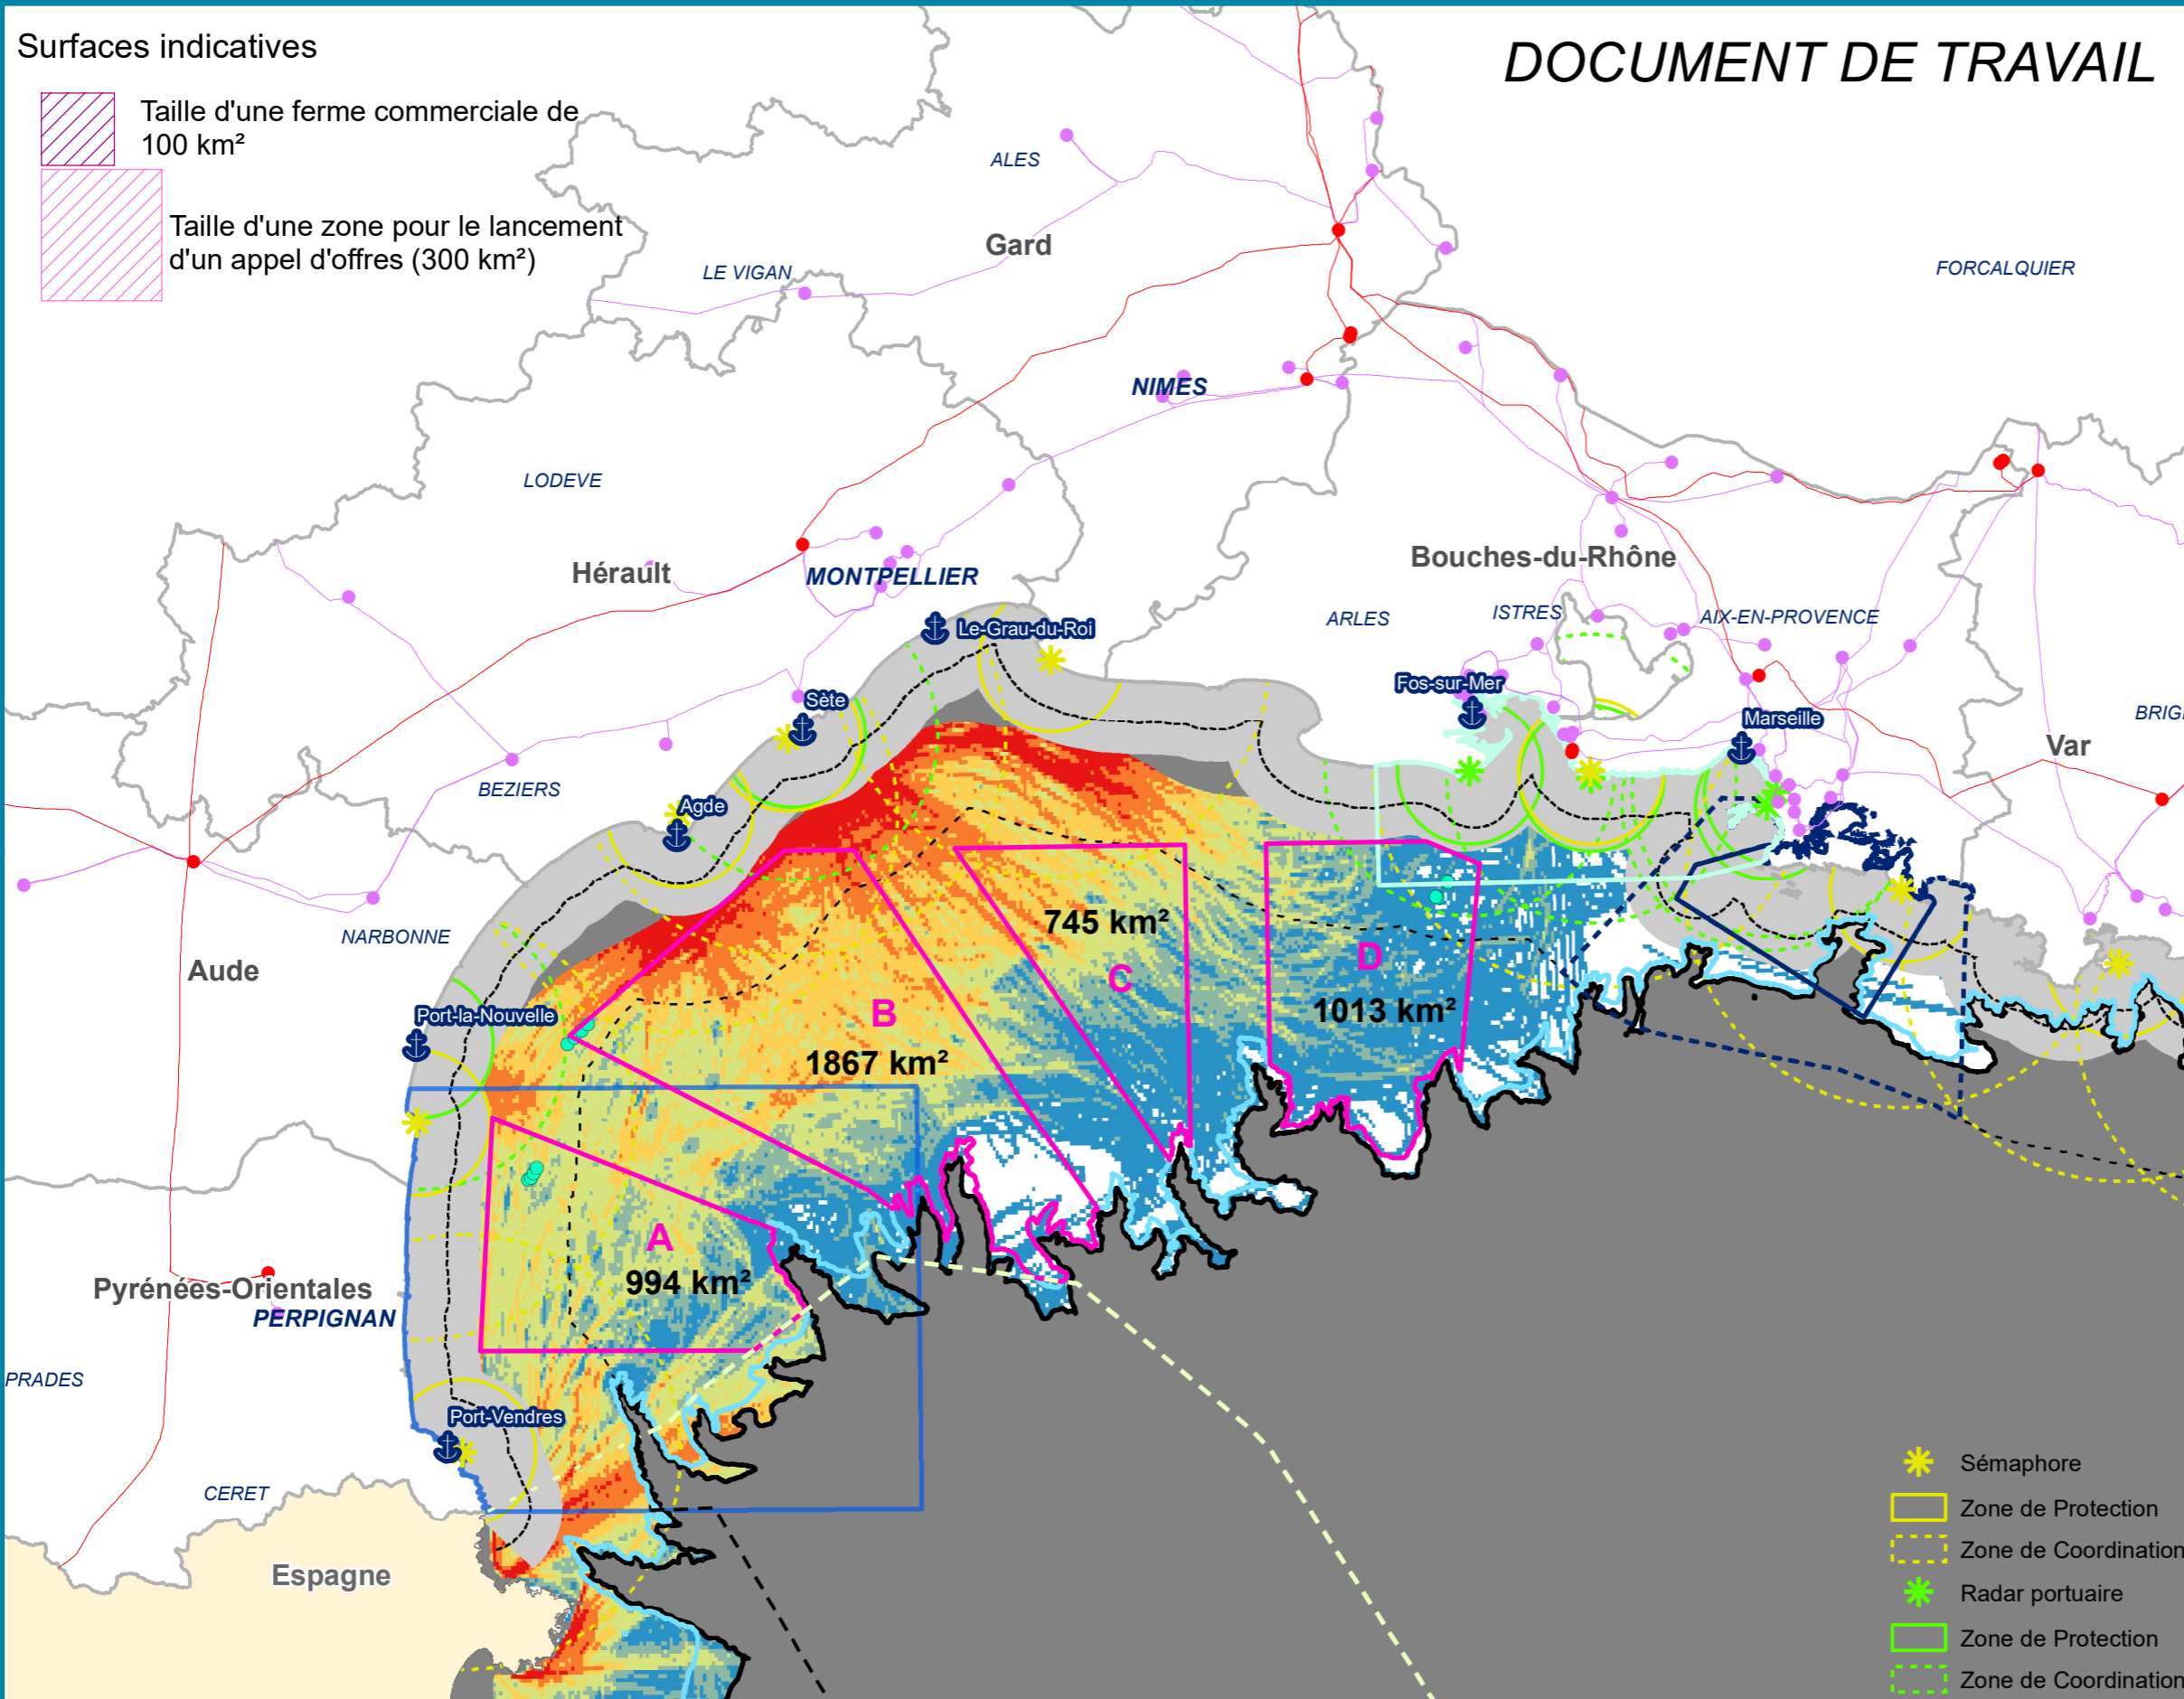 Surfaces indicatives
DOCUMENT DE TRAVAIL
Taille d'une ferme commerciale de
100 km²
Taille d'une zone pour le lancement
d'un appel d'offres (300 km²)
ALES
Gard
LE VIGAN
FORCALQUIER
NIMES
LODEVE
Hérault
MONTPELLIER
Bouches-du-Rhône
ARLES
ISTRES
AIX-EN-PROVENCE
Le-Grau-du-Roi
Sète
Fos-sur-Mer
Marseille
BRIG
Var
BEZIERS
Agde
NARBONNE
Aude
745 km²
C
D
1013 km²
Port-la-Nouvelle
B
1867 km²
A
994 km²
Pyrénées-Orientales
PERPIGNAN
PRADES
Port-Vendres
CERET
Espagne
Sémaphore
Zone de Protection
Zone de Coordination
Radar portuaire
Zone de Protection
Zone de Coordination